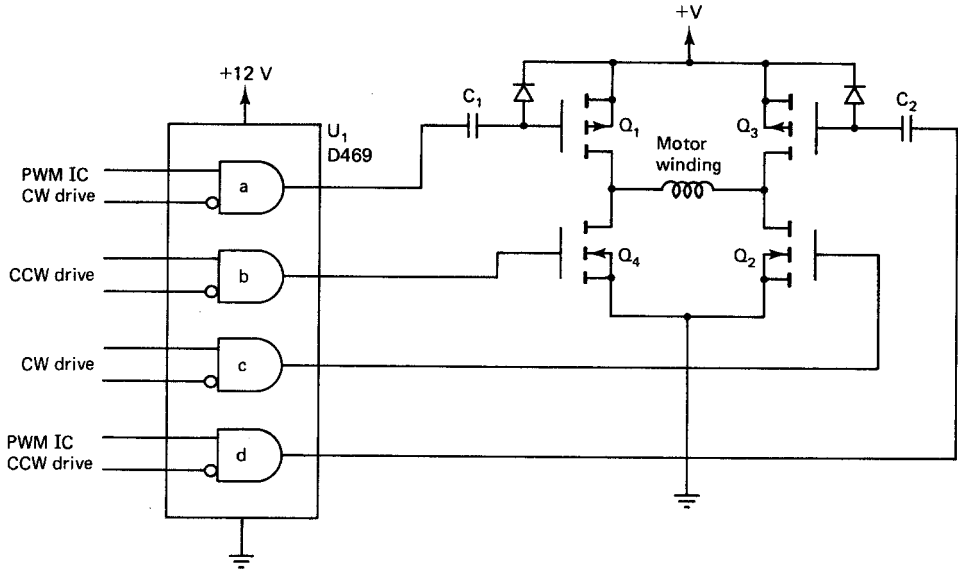 +V
+12 V
C1
C2
U1
D469
Q1
Q3
Motor
winding
PWM IC
CW drive
a
CCW drive
b
Q4
Q2
CW drive
c
PWM IC
CCW drive
d